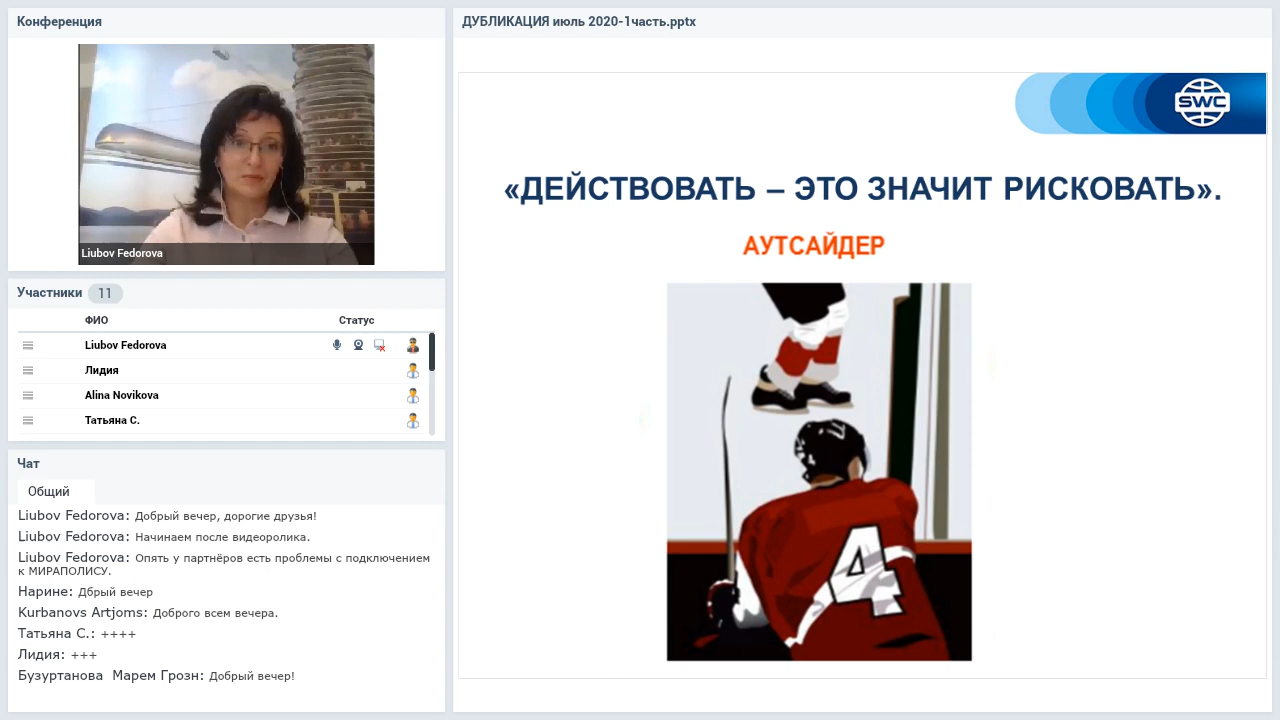 Конференция
Liubov Fedorova
Участники 11
ФИО Статус
Liubov Fedorova
Лидия
Alina Novikova
Татьяна С.
Чат
Общий
Liubov Fedorova: Добрый вечер, дорогие друзья!
Liubov Fedorova: Начинаем после видеоролика.
Liubov Fedorova: Опять у партнёров есть проблемы с подключением
к МИРАПОЛИСУ.
Нарине: Дбрый вечер
Kurbanovs Artjoms: Доброго всем вечера.
Татьяна С.: ++++
Лидия: +++
Бузуртанова Марем Грозн: Добрый вечер!
ДУБЛИКАЦИЯ июль 2020-1часть.pptx
SWC
«ДЕЙСТВОВАТЬ – ЭТО ЗНАЧИТ РИСКОВАТЬ».
АУТСАЙДЕР
4